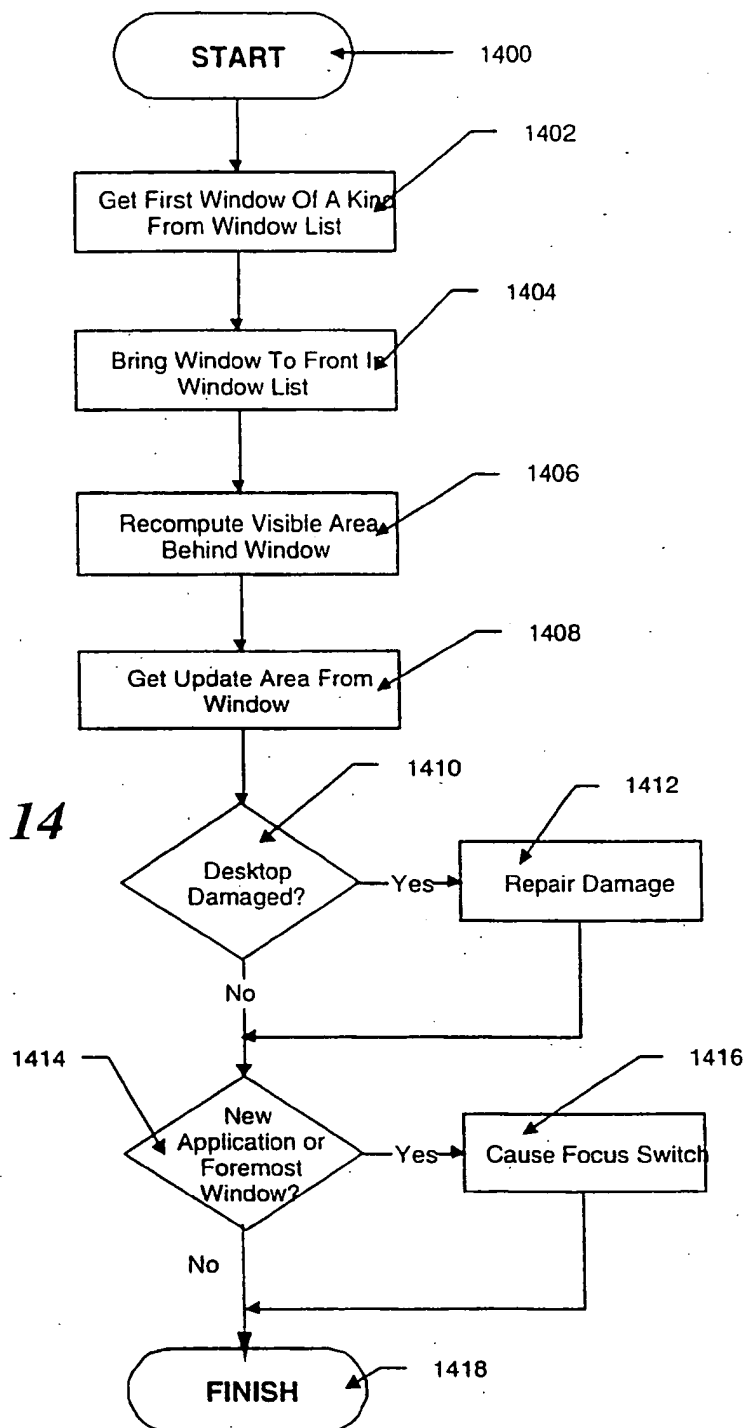 START
1400
1402
Get First Window Of A Kind
From Window List
1404
Bring Window To Front In
Window List
1406
Recompute Visible Area
Behind Window
1408
Get Update Area From
Window
14
1410
Desktop
Damaged?
Yes
1412
Repair Damage
No
1414
New
Application or
Foremost
Window?
Yes
1416
Cause Focus Switch
No
FINISH
1418